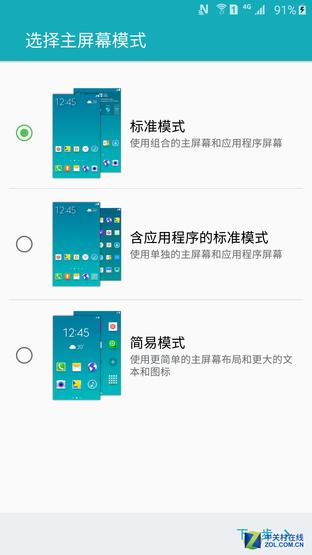 N 1 4G 91%
选择主屏幕模式
12:45
标准模式
使用组合的主屏幕和应用程序屏幕
12:45
含应用程序的标准模式
使用单独的主屏幕和应用程序屏幕
12:45
20°
简易模式
使用更简单的主屏幕布局和更大的文
本和图标
下一步
中关村在线
ZOL.COM.CN